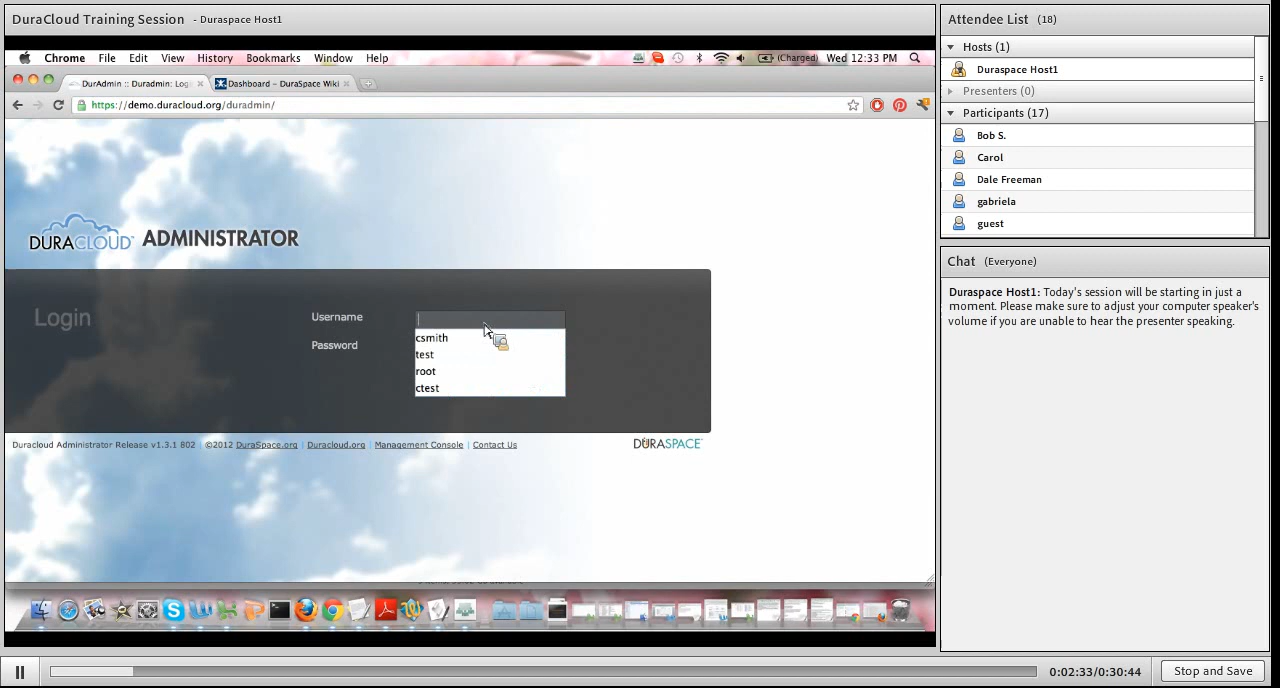 DuraCloud Training Session - Duraspace Host1
Chrome File Edit View History Bookmarks Window Help (Charged) Wed 12:33 PM
DurAdmin :: Duradmin: Logi Dashboard – DuraSpace Wiki
https://demo.duracloud.org/duradmin/
DURACLOUD ADMINISTRATOR
Login
Username
Password
csmith
test
root
ctest
Duracloud Administrator Release v1.3.1 802 | ©2012 DuraSpace.org | Duracloud.org | Management Console | Contact Us
DURASPACE
Attendee List (18)
Hosts (1)
Duraspace Host1
Presenters (0)
Participants (17)
Bob S.
Carol
Dale Freeman
gabriela
guest
Chat (Everyone)
Duraspace Host1: Today's session will be starting in just a
moment. Please make sure to adjust your computer speaker's
volume if you are unable to hear the presenter speaking.
0:02:33/0:30:44
Stop and Save